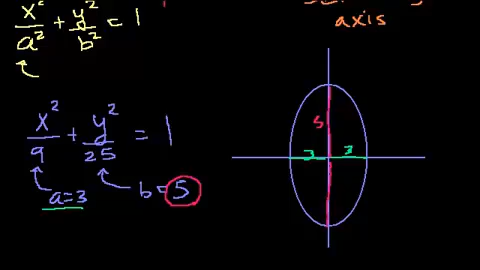 x²/a² + y²/b² = 1
axis
x²/9 + y²/25 = 1
a=3
b=5
5
3 3